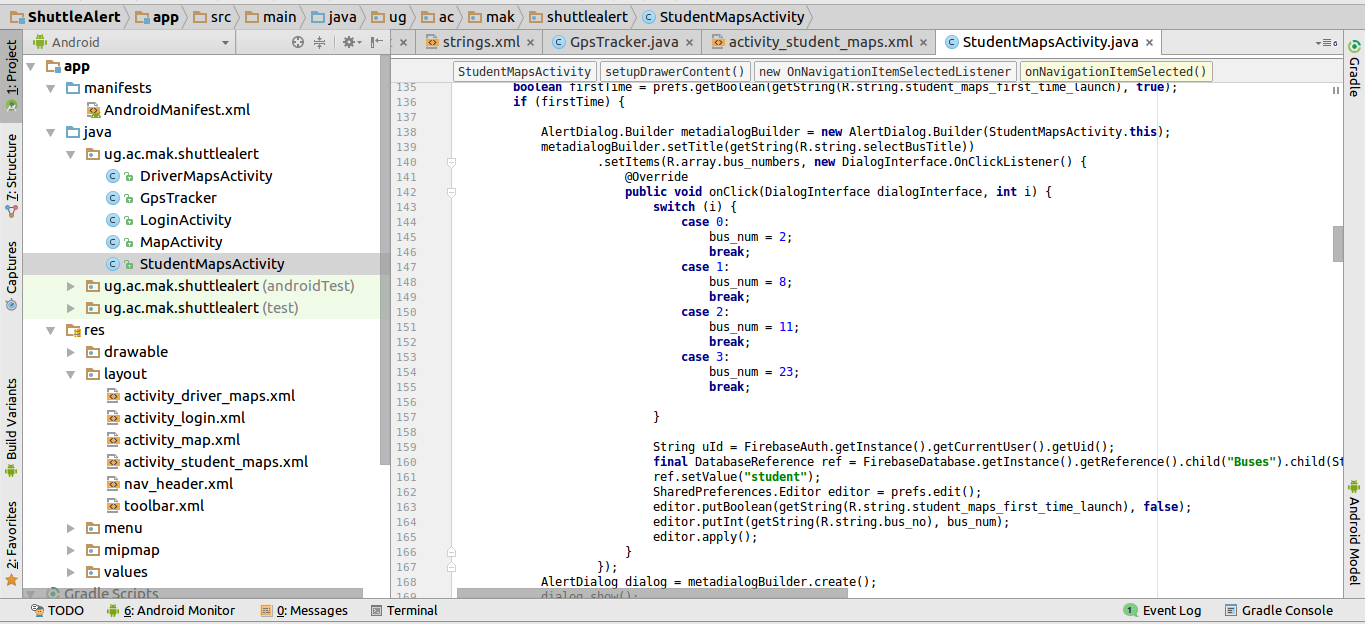 ShuttleAlert app src main java ug ac mak shuttlealert StudentMapsActivity
Android strings.xml GpsTracker.java activity_student_maps.xml StudentMapsActivity.java
StudentMapsActivity setupDrawerContent() new OnNavigationItemSelectedListener onNavigationItemSelected()
1: Project
7: Structure
Captures
Build Variants
2: Favorites
app
manifests
AndroidManifest.xml
java
ug.ac.mak.shuttlealert
DriverMapsActivity
GpsTracker
LoginActivity
MapActivity
StudentMapsActivity
ug.ac.mak.shuttlealert (androidTest)
ug.ac.mak.shuttlealert (test)
res
drawable
layout
activity_driver_maps.xml
activity_login.xml
activity_map.xml
activity_student_maps.xml
nav_header.xml
toolbar.xml
menu
mipmap
values
Gradle Scripts
135 boolean firstTime = prefs.getBoolean(getString(R.string.student_maps_first_time_launch), true);
136 if (firstTime) {
137
138 AlertDialog.Builder metadialogBuilder = new AlertDialog.Builder(StudentMapsActivity.this);
139 metadialogBuilder.setTitle(getString(R.string.selectBusTitle))
140 .setItems(R.array.bus_numbers, new DialogInterface.OnClickListener() {
141 @Override
142 public void onClick(DialogInterface dialogInterface, int i) {
143 switch (i) {
144 case 0:
145 bus_num = 2;
146 break;
147 case 1:
148 bus_num = 8;
149 break;
150 case 2:
151 bus_num = 11;
152 break;
153 case 3:
154 bus_num = 23;
155 break;
156
157 }
158
159 String uId = FirebaseAuth.getInstance().getCurrentUser().getUid();
160 final DatabaseReference ref = FirebaseDatabase.getInstance().getReference().child("Buses").child(St
161 ref.setValue("student");
162 SharedPreferences.Editor editor = prefs.edit();
163 editor.putBoolean(getString(R.string.student_maps_first_time_launch), false);
164 editor.putInt(getString(R.string.bus_no), bus_num);
165 editor.apply();
166 }
167 });
168 AlertDialog dialog = metadialogBuilder.create();
169 dialog.show();
Gradle
Android Model
TODO 6: Android Monitor 0: Messages Terminal 1 Event Log Gradle Console